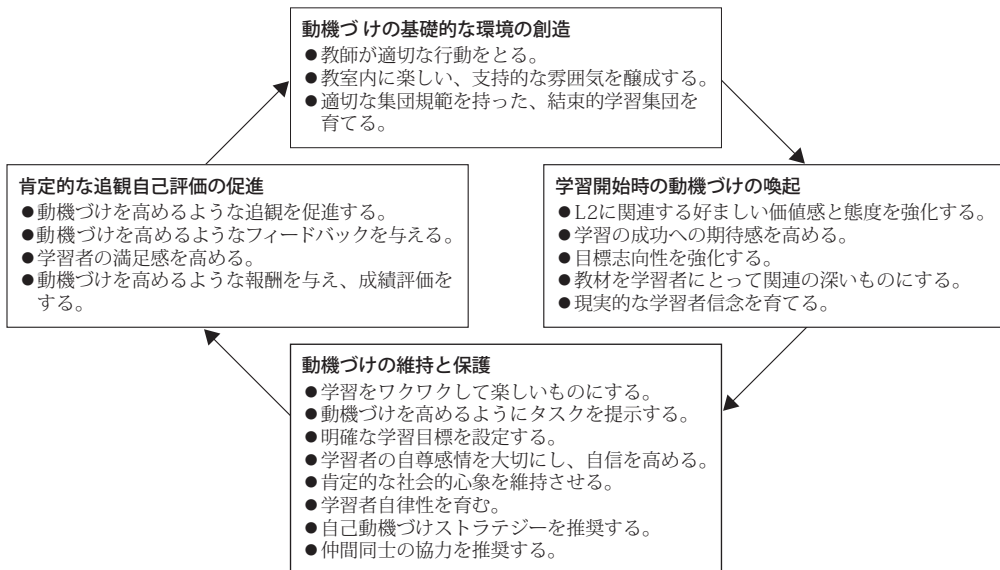 動機づけの基礎的な環境の創造
●教師が適切な行動をとる。
●教室内に楽しい、支持的な雰囲気を醸成する。
●適切な集団規範を持った、結束的学習集団を
育てる。
学習開始時の動機づけの喚起
●L2に関連する好ましい価値感と態度を強化する。
●学習の成功への期待感を高める。
●目標志向性を強化する。
●教材を学習者にとって関連の深いものにする。
●現実的な学習者信念を育てる。
動機づけの維持と保護
●学習をワクワクして楽しいものにする。
●動機づけを高めるようにタスクを提示する。
●明確な学習目標を設定する。
●学習者の自尊感情を大切にし、自信を高める。
●肯定的な社会的心象を維持させる。
●学習者自律性を育む。
●自己動機づけストラテジーを推奨する。
●仲間同士の協力を推奨する。
肯定的な追観自己評価の促進
●動機づけを高めるような追観を促進する。
●動機づけを高めるようなフィードバックを与える。
●学習者の満足感を高める。
●動機づけを高めるような報酬を与え、成績評価を
する。